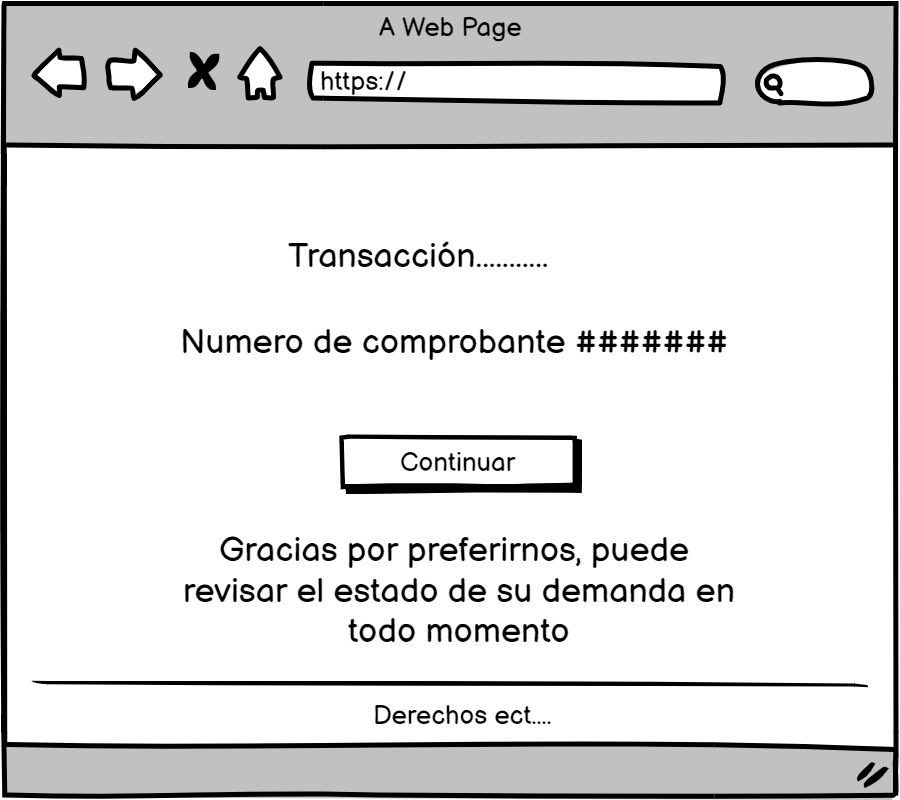 A Web Page
https://
Transacción...........
Numero de comprobante #######
Continuar
Gracias por preferirnos, puede
revisar el estado de su demanda en
todo momento
Derechos ect....